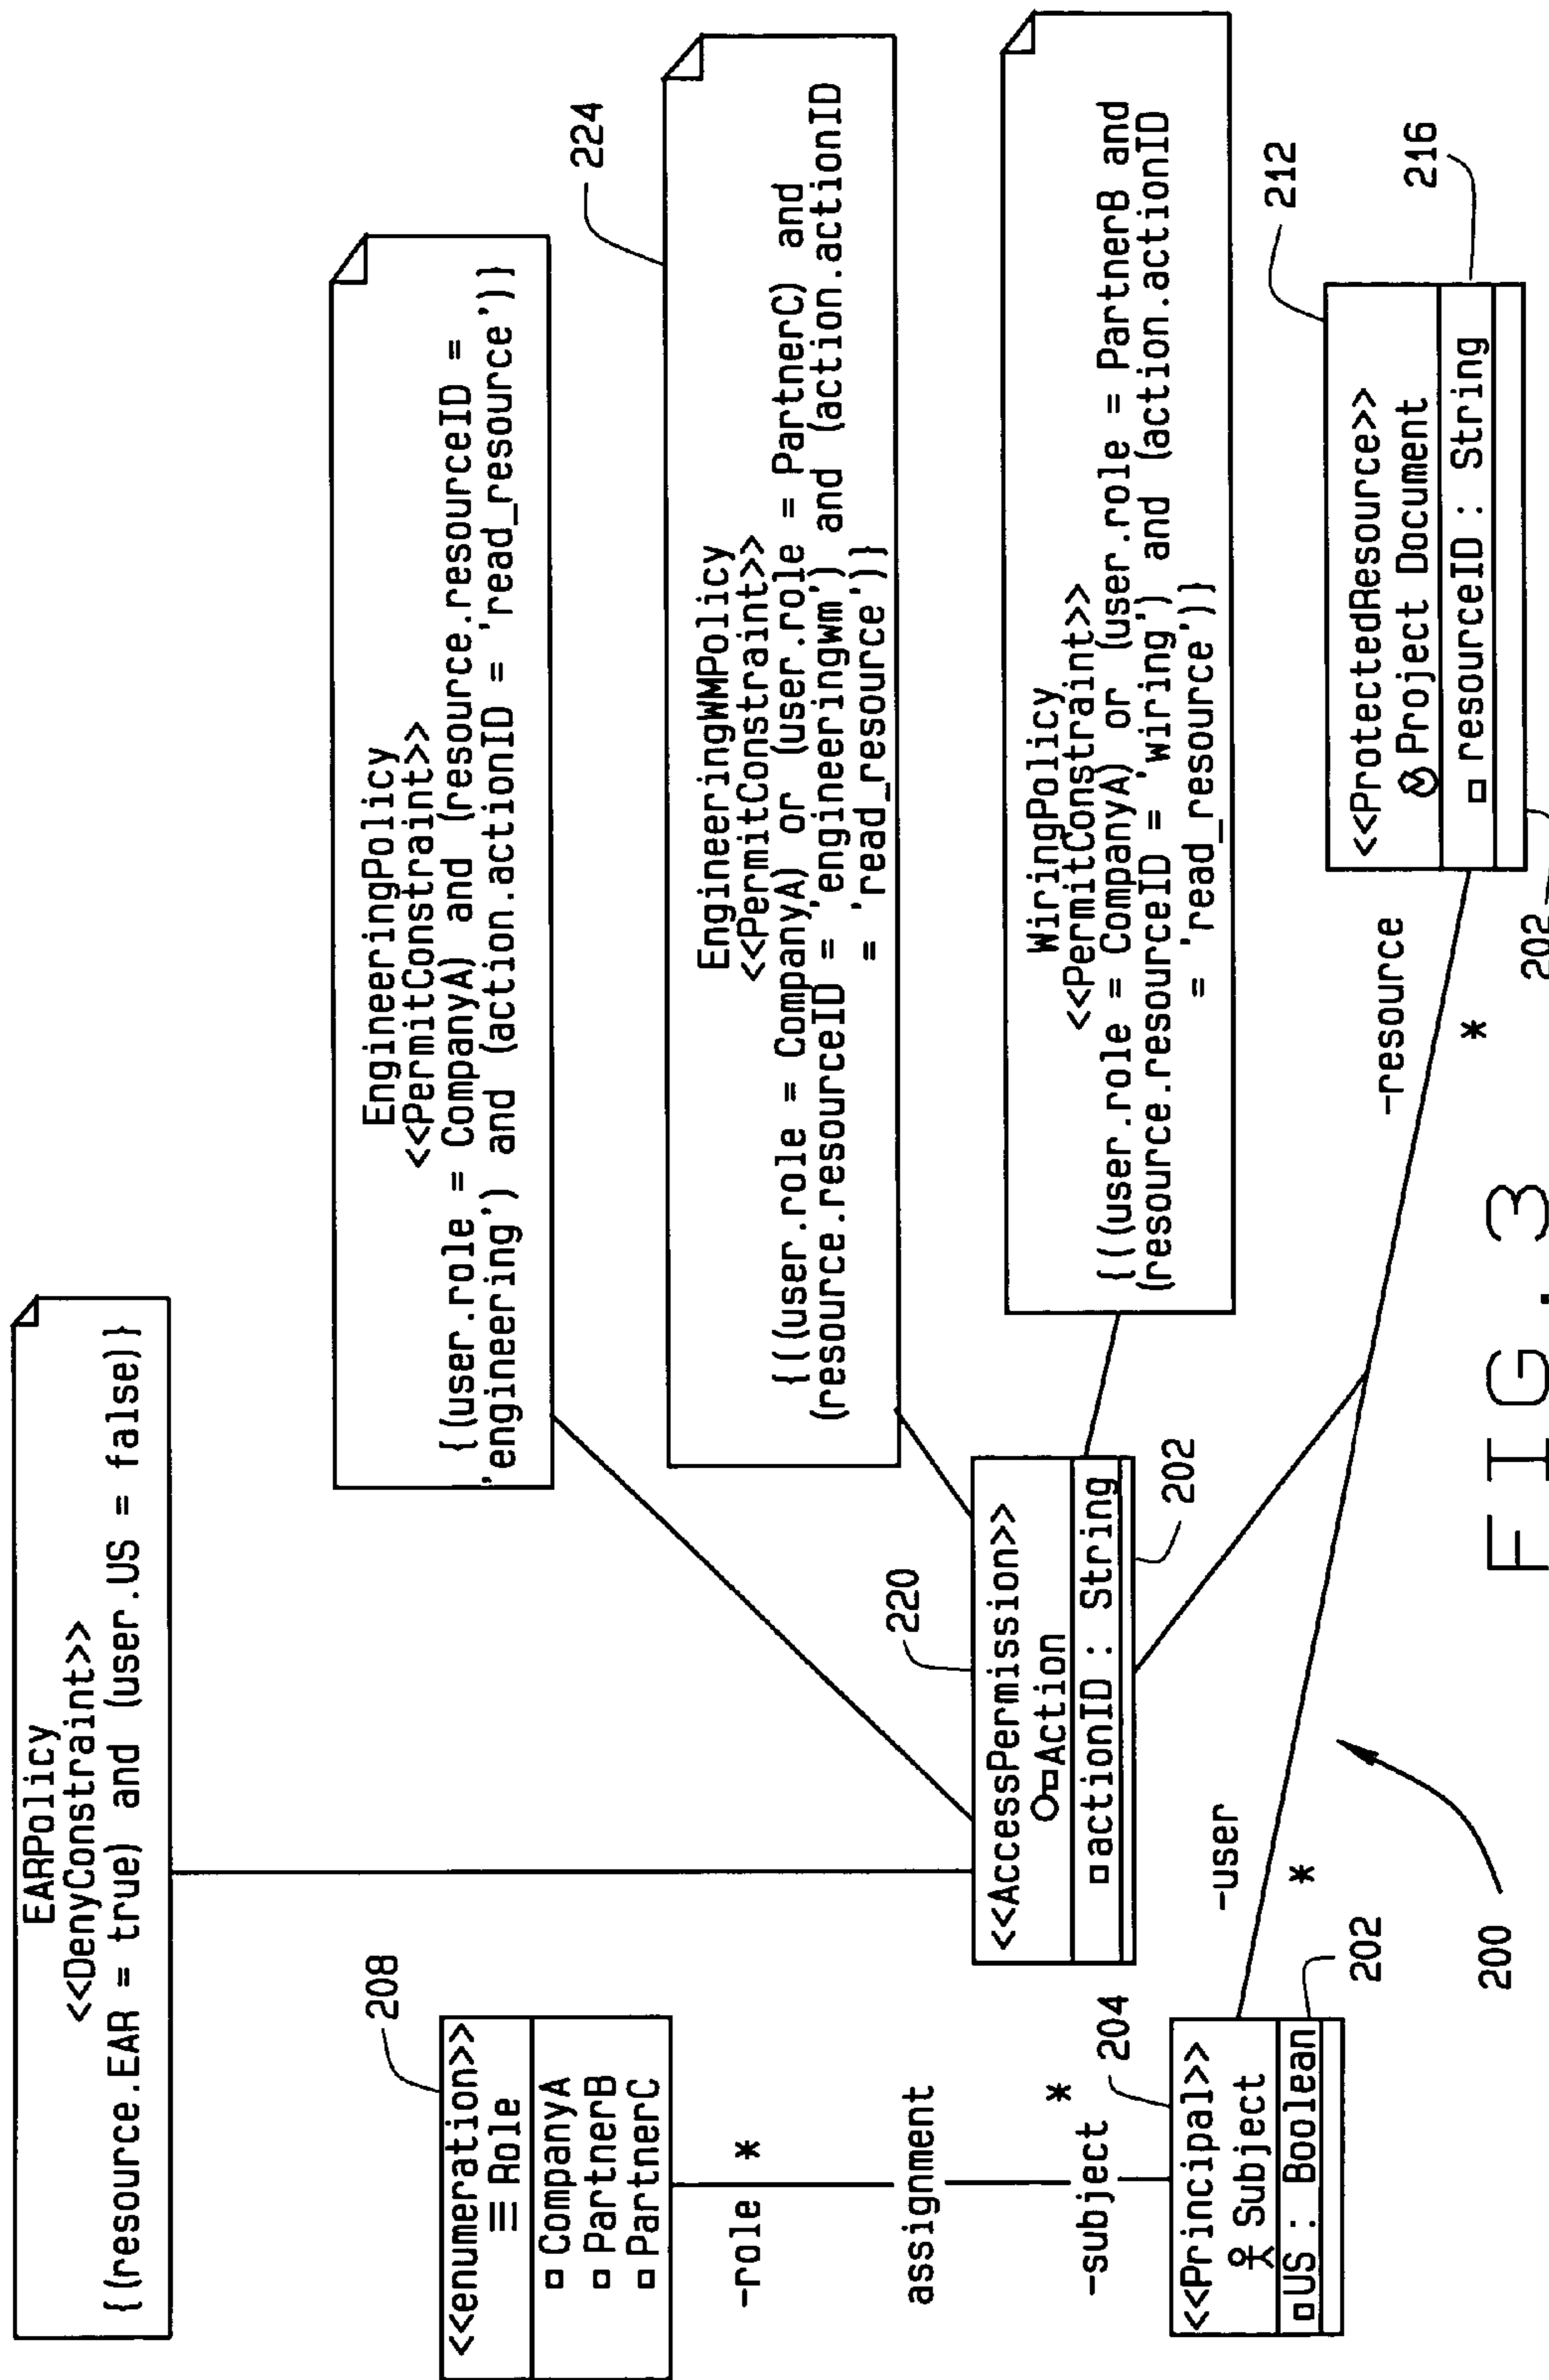 EARPolicy
<<DenyConstraint>>
{(resource.EAR = true) and (user.US = false)}
EngineeringPolicy
<<PermitConstraint>>
{(user.role = CompanyA) and (resource.resourceID =
'engineering') and (action.actionID = 'read_resource')}
224
EngineeringWMPolicy
<<PermitConstraint>>
{((user.role = CompanyA) or (user.role = PartnerC) and
(resource.resourceID = 'engineeringwm') and (action.actionID
= 'read_resource')}
WiringPolicy
<<PermitConstraint>>
{((user.role = CompanyA) or (user.role = PartnerB and
(resource.resourceID = 'wiring') and (action.actionID
= 'read_resource')}
208
<<enumeration>>
Role
CompanyA
PartnerB
PartnerC
-role *
assignment
-subject *
204
<<Principal>>
Subject
US : Boolean
202
220
<<AccessPermission>>
Action
actionID : String
202
-user
*
-resource
*
212
<<ProtectedResource>>
Project Document
resourceID : String
216
202
200
FIG. 3